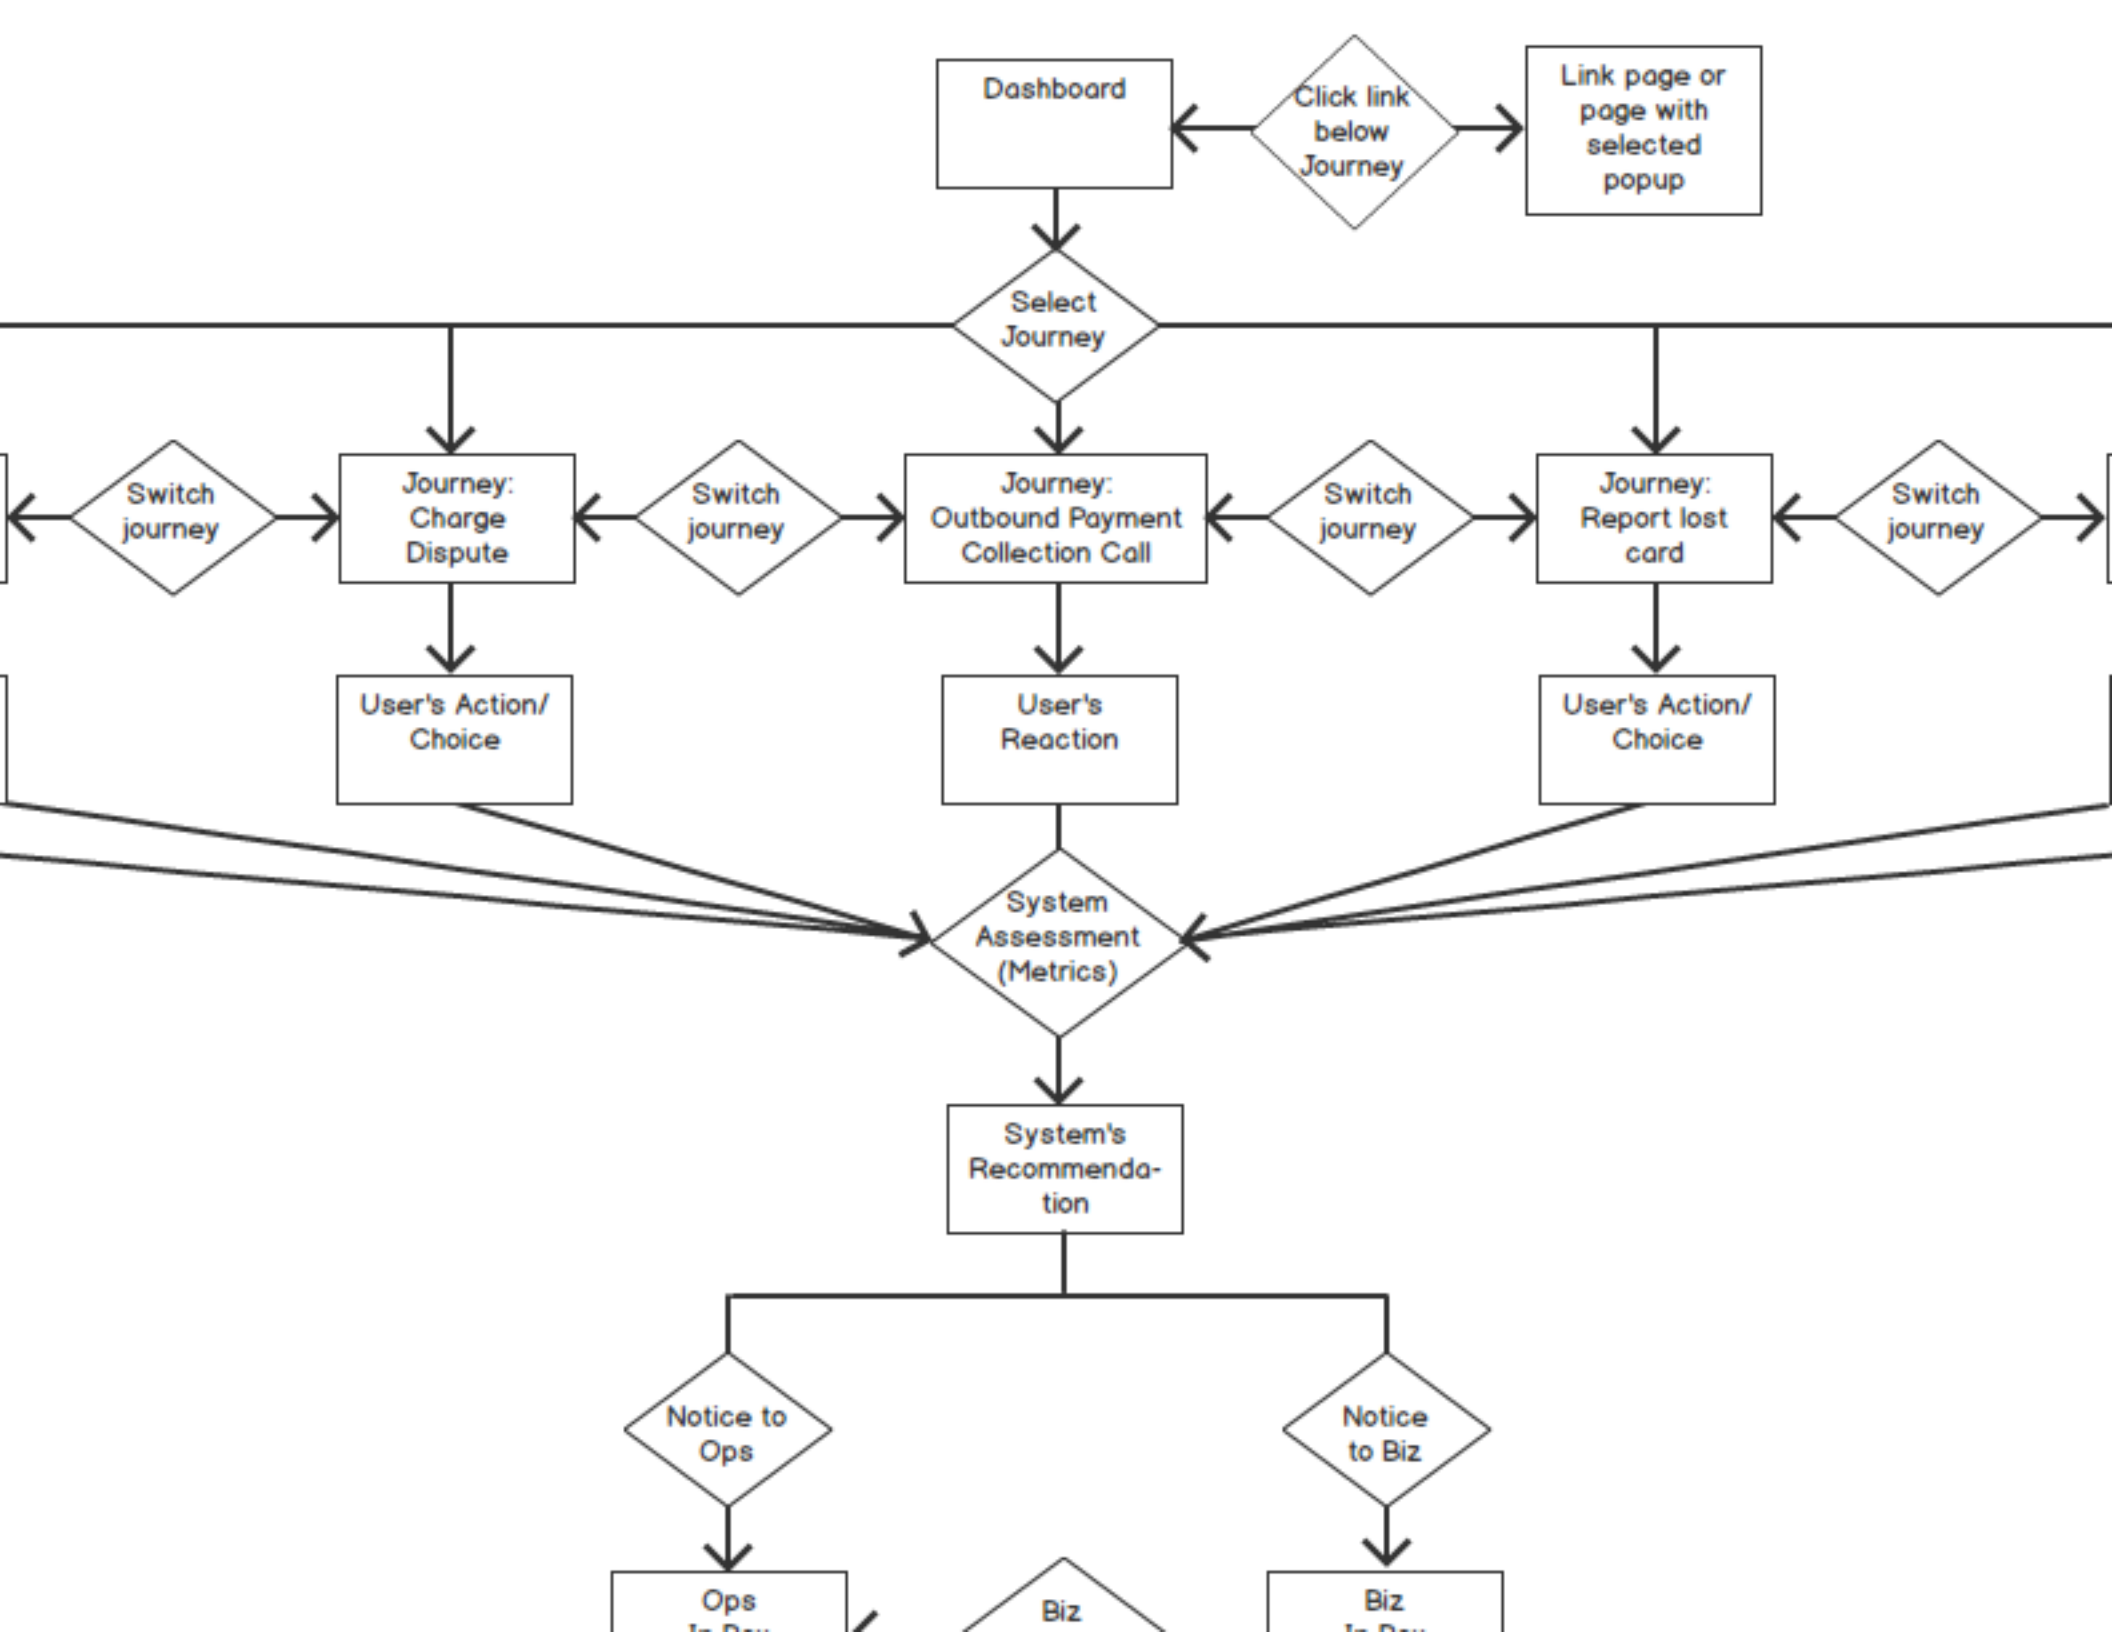 Dashboard
Click link
below
Journey
Link page or
page with
selected
popup
Select
Journey
Switch
journey
Journey:
Charge
Dispute
Switch
journey
Journey:
Outbound Payment
Collection Call
Switch
journey
Journey:
Report lost
card
Switch
journey
User's Action/
Choice
User's
Reaction
User's Action/
Choice
System
Assessment
(Metrics)
System's
Recommenda-
tion
Notice to
Ops
Notice
to Biz
Ops
Biz
Biz